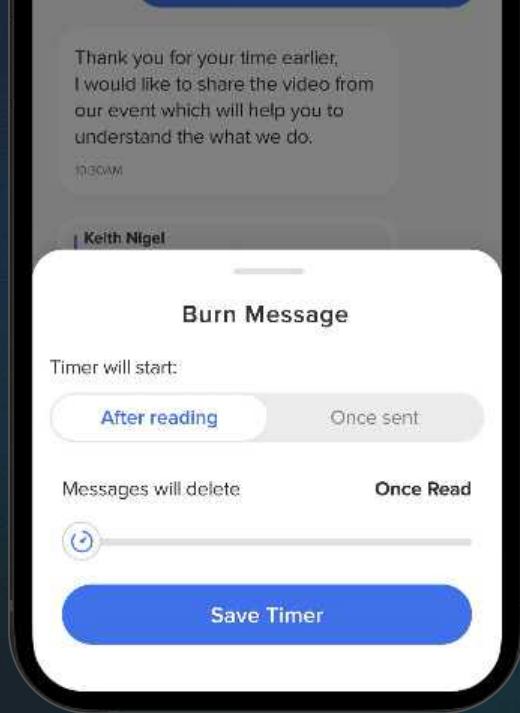 Thank you for your time earlier,
I would like to share the video from
our event which will help you to
understand the what we do.
10:30AM
Keith Nigel
Burn Message
Timer will start:
After reading
Once sent
Messages will delete
Once Read
Save Timer